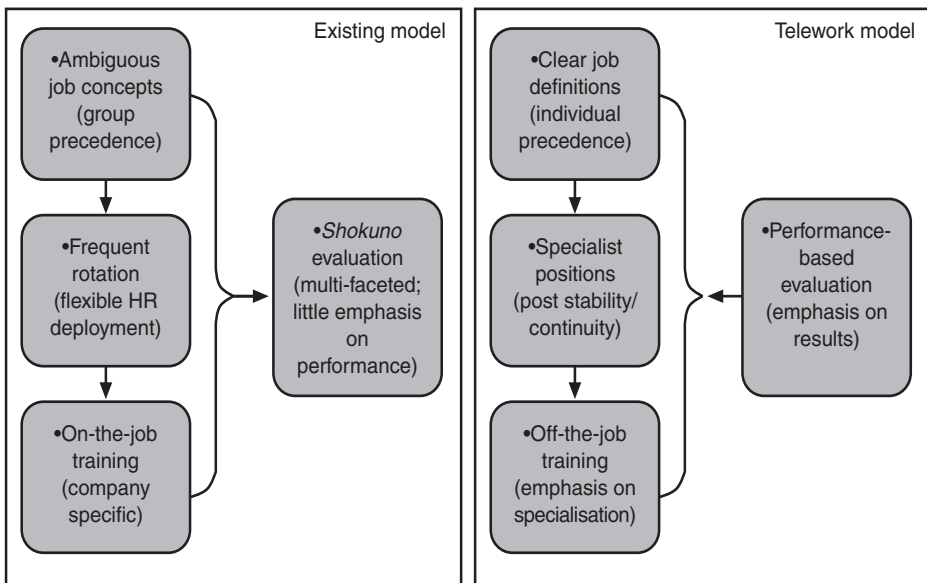 Existing model
•Ambiguous
job concepts
(group
precedence)
•Frequent
rotation
(flexible HR
deployment)
•On-the-job
training
(company
specific)
•Shokuno
evaluation
(multi-faceted;
little emphasis
on
performance)
Telework model
•Clear job
definitions
(individual
precedence)
•Specialist
positions
(post stability/
continuity)
•Off-the-job
training
(emphasis on
specialisation)
•Performance-
based
evaluation
(emphasis on
results)